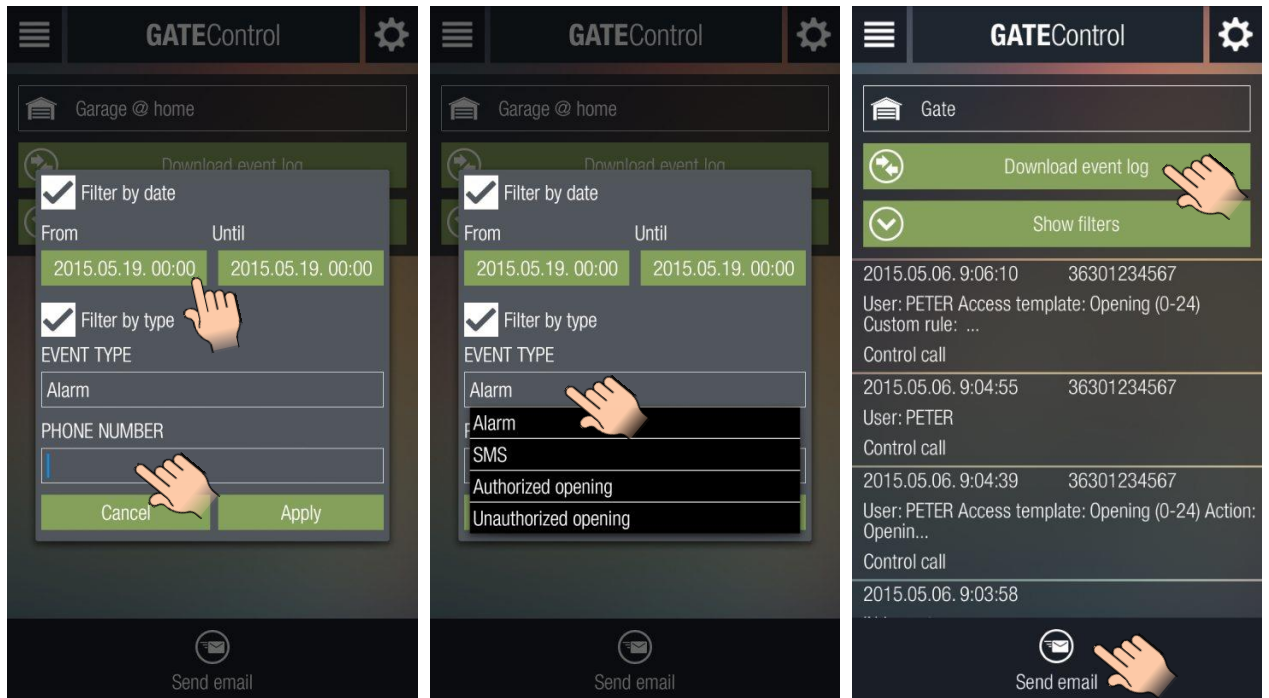 GATEControl
Garage @ home
Download event log
Filter by date
From Until
2015.05.19. 00:00 2015.05.19. 00:00
Filter by type
EVENT TYPE
Alarm
PHONE NUMBER
Cancel Apply
Send email
GATEControl
Garage @ home
Download event log
Filter by date
From Until
2015.05.19. 00:00 2015.05.19. 00:00
Filter by type
EVENT TYPE
Alarm
Alarm
SMS
Authorized opening
Unauthorized opening
Send email
GATEControl
Gate
Download event log
Show filters
2015.05.06. 9:06:10 36301234567
User: PETER Access template: Opening (0-24)
Custom rule: ...
Control call
2015.05.06. 9:04:55 36301234567
User: PETER
Control call
2015.05.06. 9:04:39 36301234567
User: PETER Access template: Opening (0-24) Action:
Openin...
Control call
2015.05.06. 9:03:58
Send email